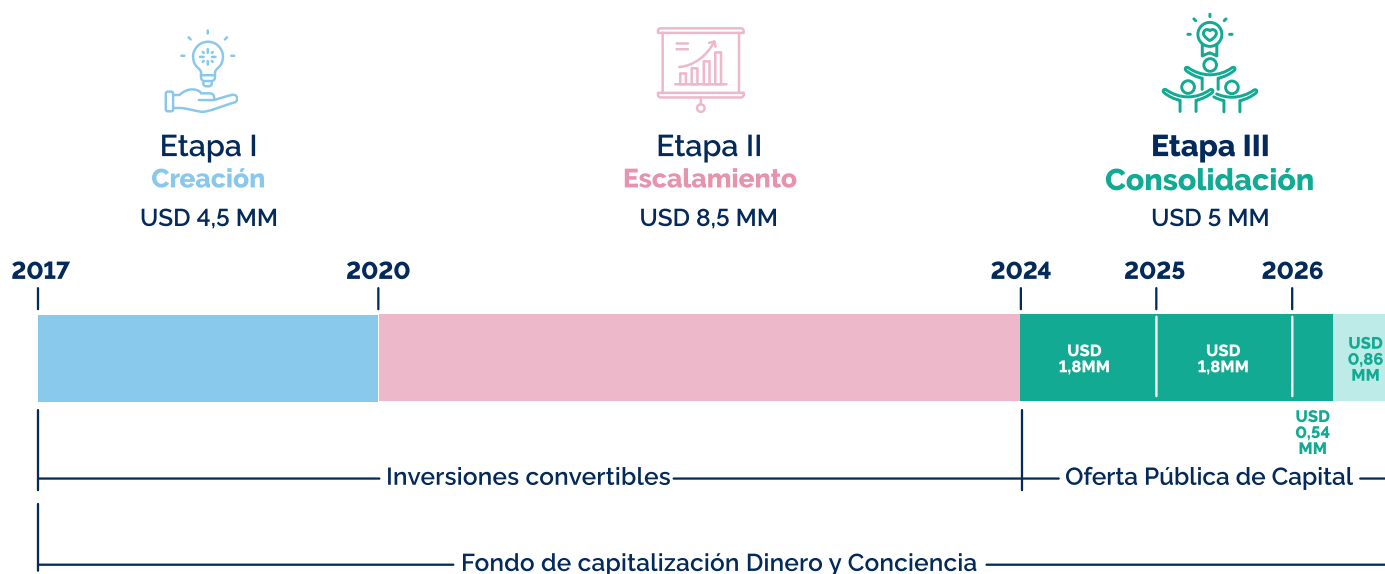 Etapa I
Creación
USD 4,5 MM
Etapa II
Escalamiento
USD 8,5 MM
Etapa III
Consolidación
USD 5 MM
2017
2020
2024
2025
2026
USD
1,8MM
USD
1,8MM
USD
0,86
MM
USD
0,54
MM
Inversiones convertibles
Oferta Pública de Capital
Fondo de capitalización Dinero y Conciencia